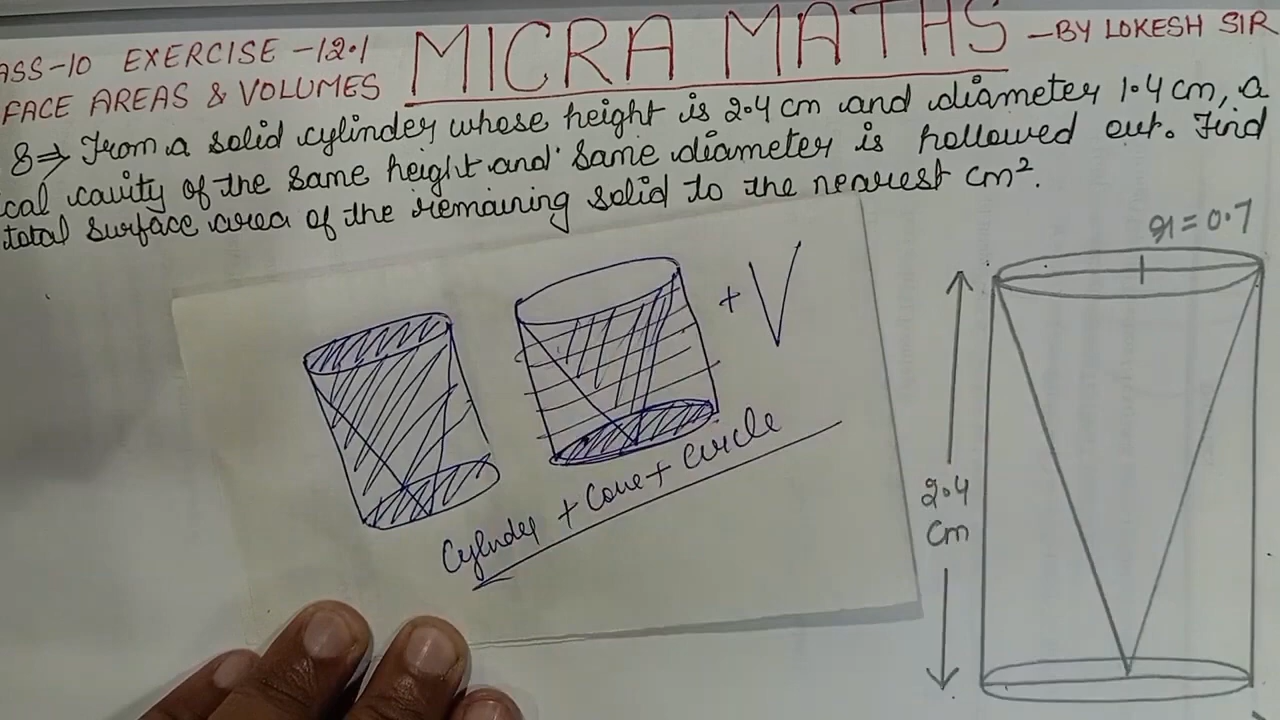 ASS-10 EXERCISE -12.1
MICRA MATHS
-BY LOKESH SIR
FACE AREAS & VOLUMES
8⇒ From a solid cylinder whose height is 2.4 cm and diameter 1.4 cm, a
cal cavity of the same height and same diameter is hollowed out. Find
total surface area of the remaining solid to the nearest cm².
r = 0.7
+
2.4
cm
Cylinder + Cone + Circle